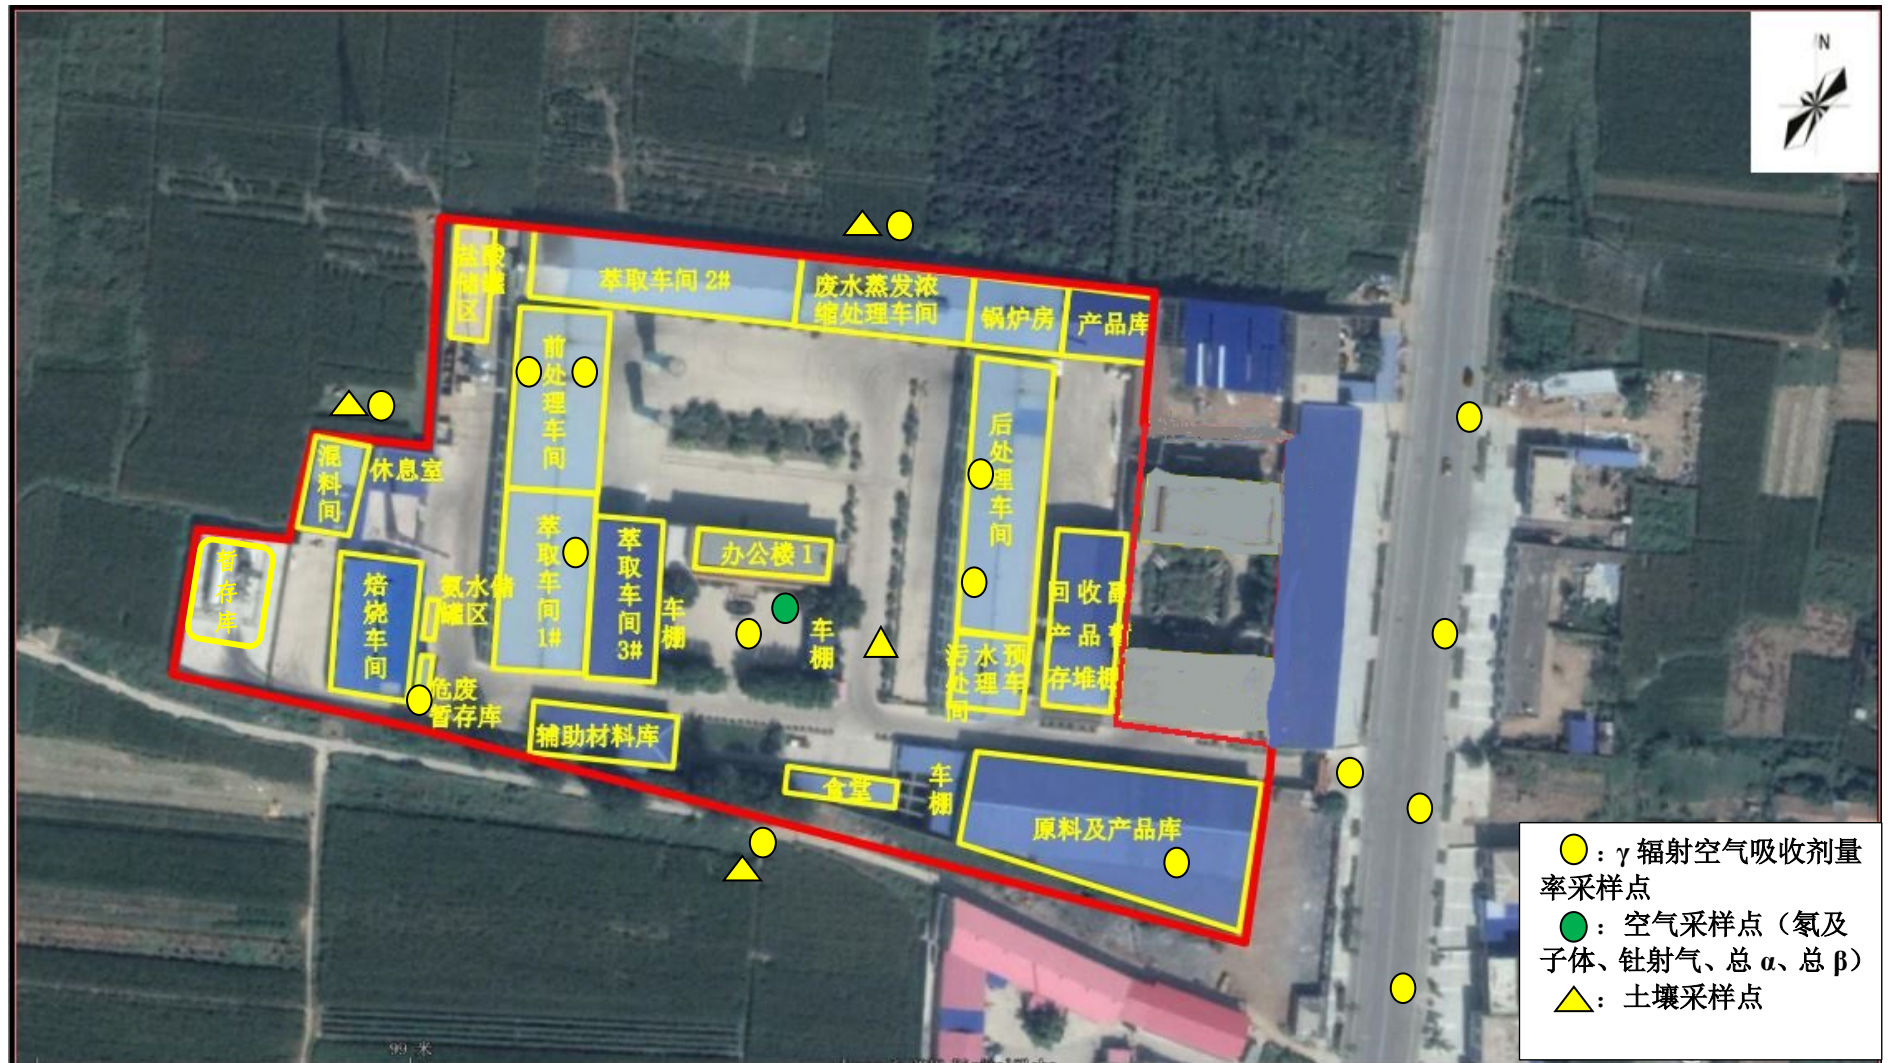 N
盐酸
储罐
区
萃取车间 2#
废水蒸发浓
缩处理车间
锅炉房
产品库
前
处
理
车
间
后
处
理
车
间
混
料
间
休息室
暂
存
库
焙
烧
车
间
氨水储
罐区
萃
取
车
间
1#
萃
取
车
间
3#
车
棚
办公楼 1
车
棚
回 收 副
产 品 暂
存堆棚
污 水 预
处 理 车
间
危废
暂存库
辅助材料库
食堂
车
棚
原料及产品库
：γ 辐射空气吸收剂量
率采样点
：空气采样点（氡及
子体、钍射气、总 α、总 β）
：土壤采样点
99 米